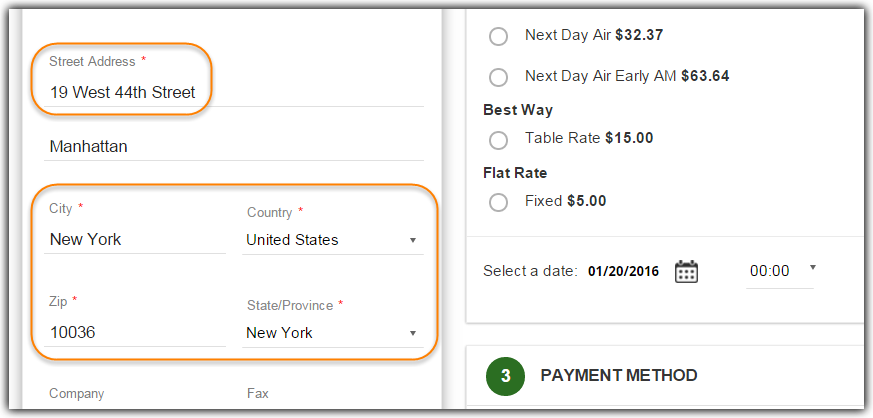 Street Address *
19 West 44th Street
Manhattan
City *
Country *
New York
United States
Zip *
State/Province *
10036
New York
Company
Fax
Next Day Air $32.37
Next Day Air Early AM $63.64
Best Way
Table Rate $15.00
Flat Rate
Fixed $5.00
Select a date: 01/20/2016 00:00
3 PAYMENT METHOD